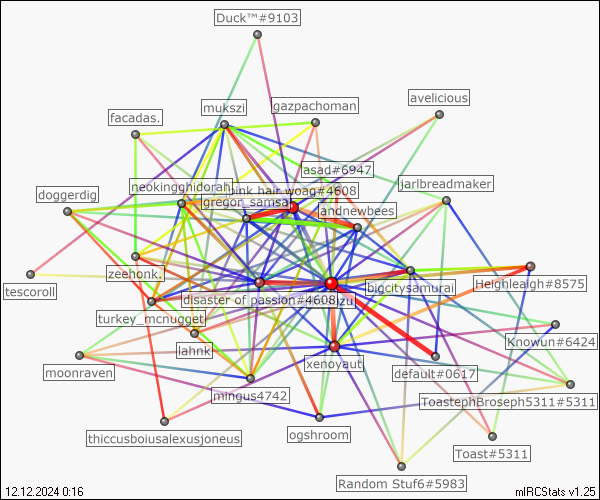 Duck™#9103
avelicious
gazpachoman
mukszi
facadas.
asad#6947
jarlbreadmaker
neokingghidorah
pink hair woag#4608
doggerdig
gregor_samsa
andnewbees
zeehonk.
bigcitysamurai
Heighleaigh#8575
tescoroll
disaster of passion#4608
turkey_mcnugget
Knowun#6424
lahnk
xenoyaut
moonraven
default#0617
mingus4742
ToastephBroseph5311#5311
thiccusboiusalexusjoneus
ogshroom
Toast#5311
Random Stuf6#5983
12.12.2024 0:16
mIRCStats v1.25